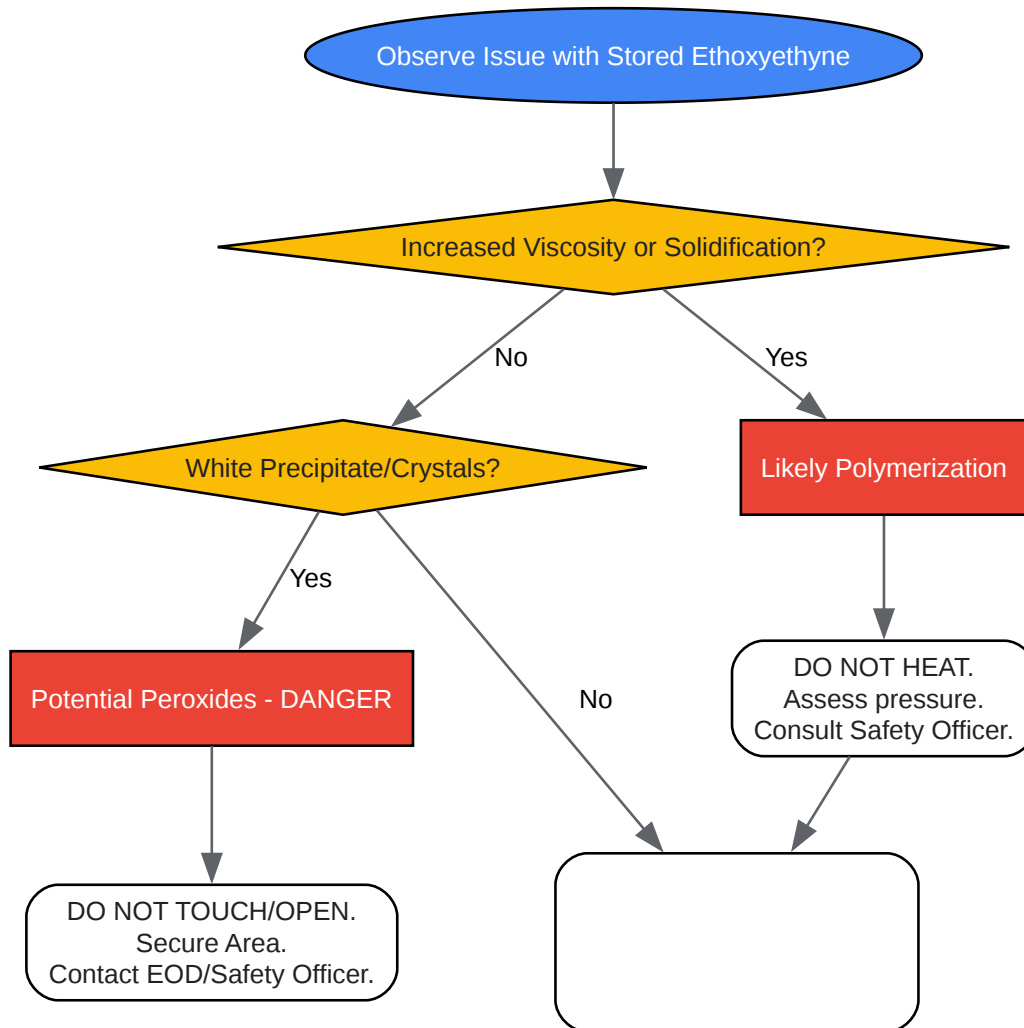 Observe Issue with Stored Ethoxyethyne
Increased Viscosity or Solidification?
No
Yes
White Precipitate/Crystals?
Likely Polymerization
Yes
DO NOT HEAT.
Assess pressure.
Consult Safety Officer.
Potential Peroxides - DANGER
No
DO NOT TOUCH/OPEN.
Secure Area.
Contact EOD/Safety Officer.